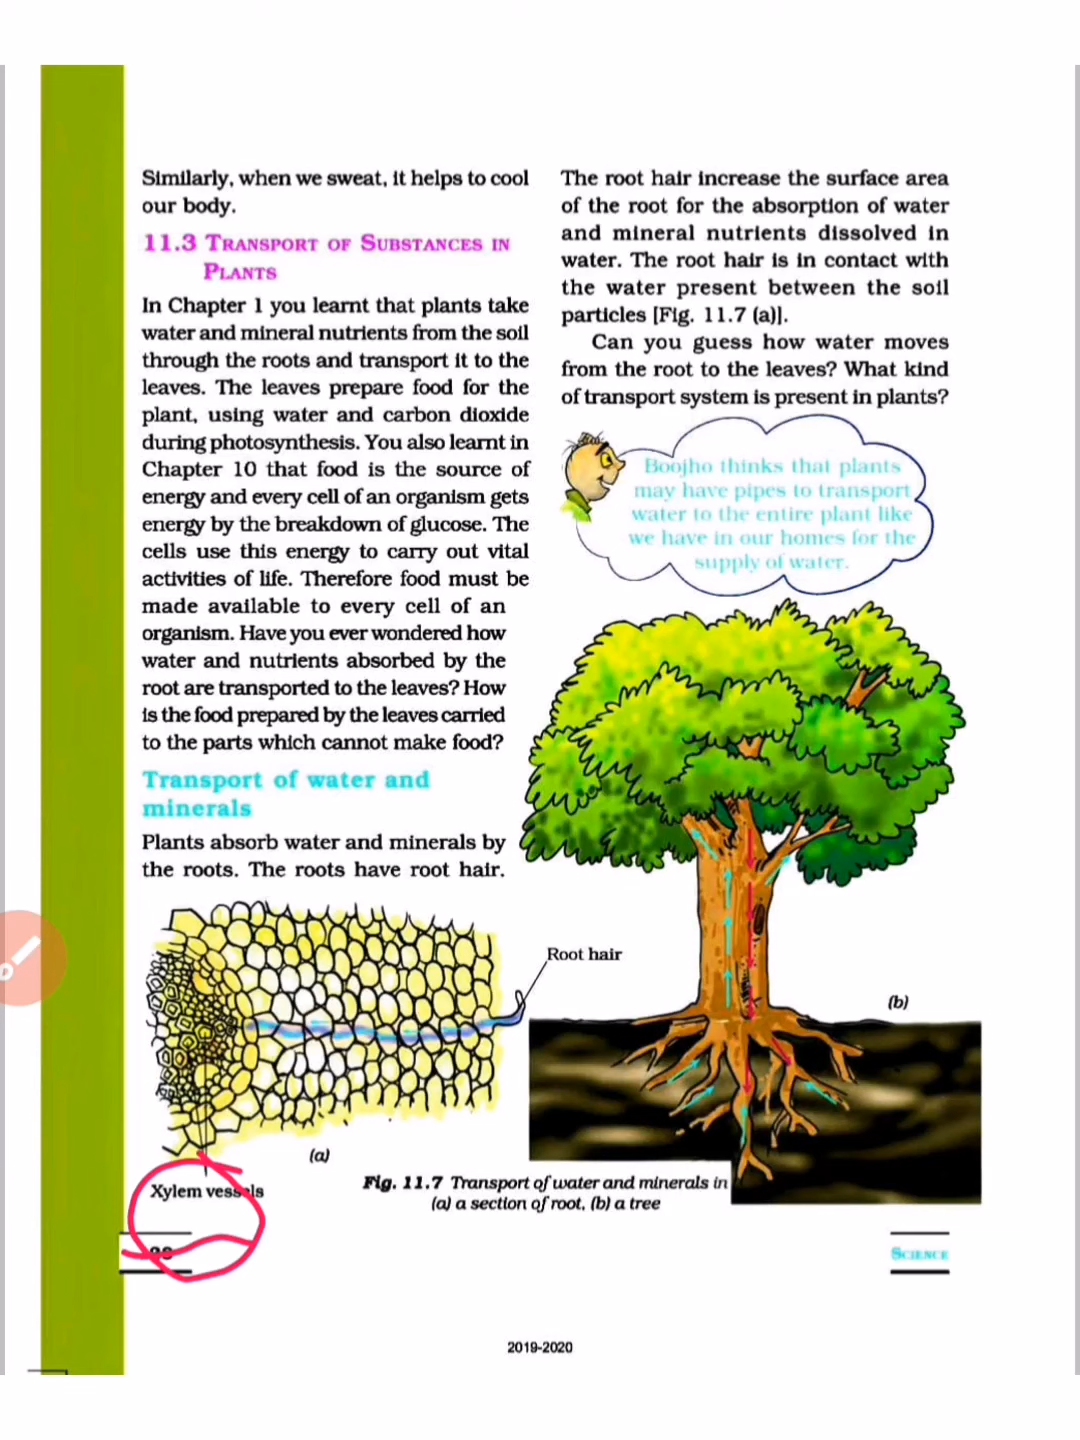 Similarly, when we sweat, it helps to cool
our body.
11.3 TRANSPORT OF SUBSTANCES IN
PLANTS
In Chapter 1 you learnt that plants take
water and mineral nutrients from the soil
through the roots and transport it to the
leaves. The leaves prepare food for the
plant, using water and carbon dioxide
during photosynthesis. You also learnt in
Chapter 10 that food is the source of
energy and every cell of an organism gets
energy by the breakdown of glucose. The
cells use this energy to carry out vital
activities of life. Therefore food must be
made available to every cell of an
organism. Have you ever wondered how
water and nutrients absorbed by the
root are transported to the leaves? How
is the food prepared by the leaves carried
to the parts which cannot make food?
Transport of water and
minerals
Plants absorb water and minerals by
the roots. The roots have root hair.
The root hair increase the surface area
of the root for the absorption of water
and mineral nutrients dissolved in
water. The root hair is in contact with
the water present between the soil
particles [Fig. 11.7 (a)].
Can you guess how water moves
from the root to the leaves? What kind
of transport system is present in plants?
Boojho thinks that plants
may have pipes to transport
water to the entire plant like
we have in our homes for the
supply of water.
Root hair
(b)
(a)
Xylem vessels
Fig. 11.7 Transport of water and minerals in
(a) a section of root, (b) a tree
SCIENCE
2019-2020